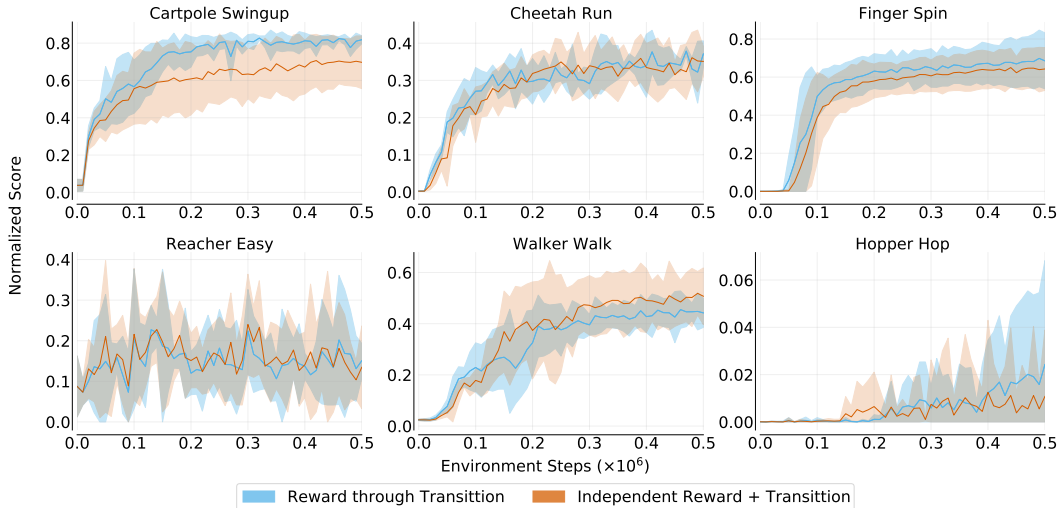 Cartpole Swingup
Cheetah Run
Finger Spin
0.8
0.6
0.4
0.2
0.0
0.0 0.1 0.2 0.3 0.4 0.5
0.4
0.3
0.2
0.1
0.0
0.0 0.1 0.2 0.3 0.4 0.5
0.8
0.6
0.4
0.2
0.0
0.0 0.1 0.2 0.3 0.4 0.5
Normalized Score
Reacher Easy
Walker Walk
Hopper Hop
0.4
0.3
0.2
0.1
0.0
0.0 0.1 0.2 0.3 0.4 0.5
0.6
0.4
0.2
0.0
0.0 0.1 0.2 0.3 0.4 0.5
0.06
0.04
0.02
0.00
0.0 0.1 0.2 0.3 0.4 0.5
Environment Steps (×10⁶)
Reward through Transittion
Independent Reward + Transition